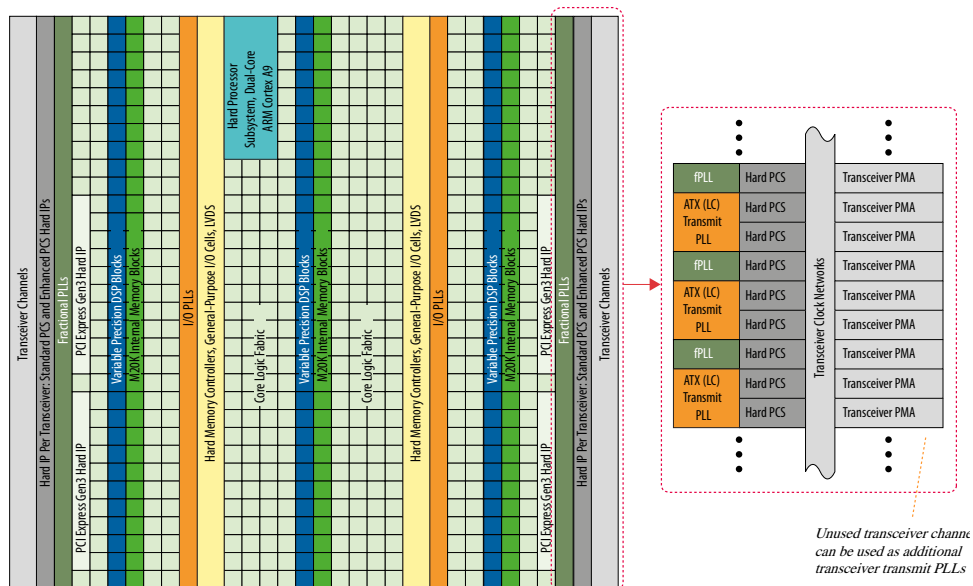 Transceiver Channels
Hard IP Per Transceiver: Standard PCS and Enhanced PCS Hard IPs
Fractional PLLs
PCI Express Gen3 Hard IP
PCI Express Gen3 Hard IP
Variable Precision DSP Blocks
M20K Internal Memory Blocks
I/O PLLs
Hard Memory Controllers, General-Purpose I/O Cells, LVDS
Hard Processor
Subsystem, Dual-Core
ARM Cortex A9
Core Logic Fabric
Variable Precision DSP Blocks
M20K Internal Memory Blocks
Core Logic Fabric
Hard Memory Controllers, General-Purpose I/O Cells, LVDS
I/O PLLs
Variable Precision DSP Blocks
M20K Internal Memory Blocks
PCI Express Gen3 Hard IP
PCI Express Gen3 Hard IP
Fractional PLLs
Hard IP Per Transceiver: Standard PCS and Enhanced PCS Hard IPs
Transceiver Channels
fPLL
ATX (LC)
Transmit
PLL
fPLL
ATX (LC)
Transmit
PLL
fPLL
ATX (LC)
Transmit
PLL
Hard PCS
Hard PCS
Hard PCS
Hard PCS
Hard PCS
Hard PCS
Hard PCS
Hard PCS
Hard PCS
Transceiver Clock Networks
Transceiver PMA
Transceiver PMA
Transceiver PMA
Transceiver PMA
Transceiver PMA
Transceiver PMA
Transceiver PMA
Transceiver PMA
Transceiver PMA
Unused transceiver channe
can be used as additional
transceiver transmit PLLs